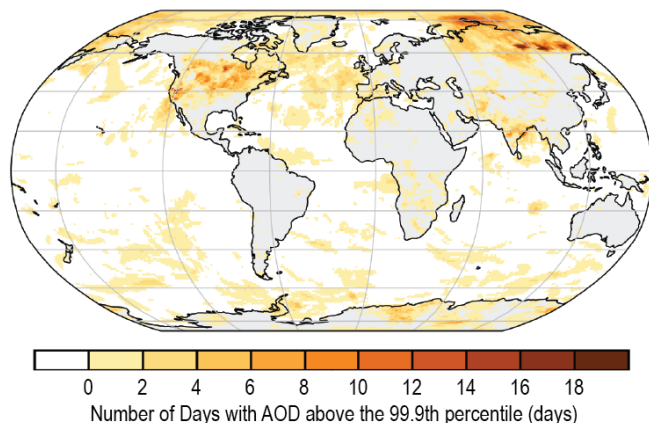 0 2 4 6 8 10 12 14 16 18
Number of Days with AOD above the 99.9th percentile (days)